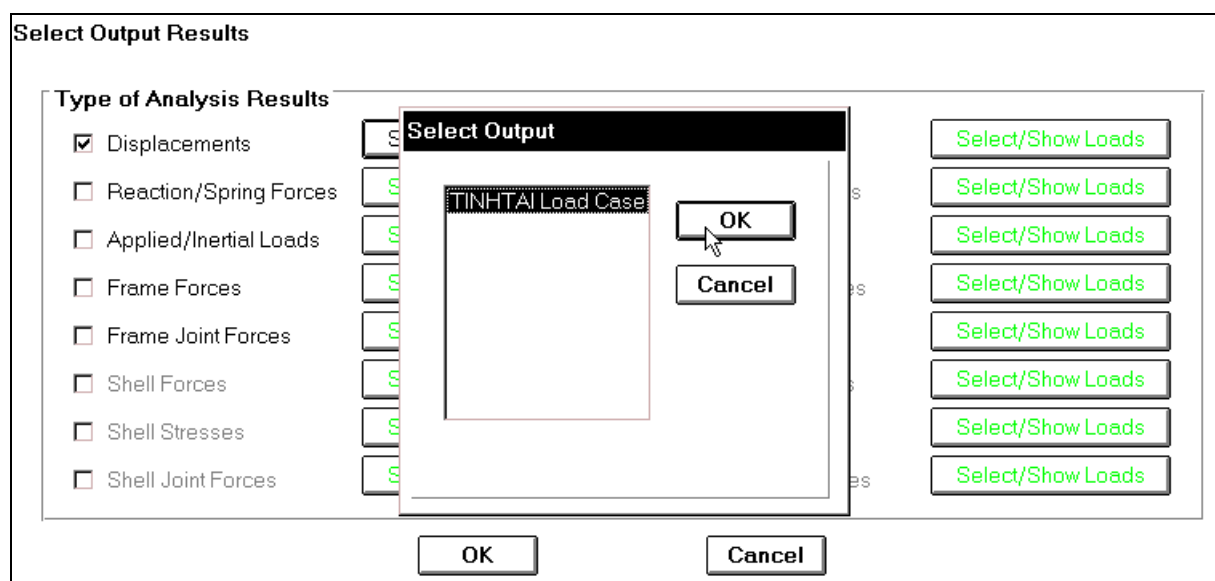 Select Output Results
Type of Analysis Results
Select Output
Displacements
Select/Show Loads
Reaction/Spring Forces
Select/Show Loads
Applied/Inertial Loads
Select/Show Loads
Frame Forces
Select/Show Loads
Frame Joint Forces
Select/Show Loads
Shell Forces
Select/Show Loads
Shell Stresses
Select/Show Loads
Shell Joint Forces
Select/Show Loads
TINHTAI Load Case
OK
Cancel
OK
Cancel